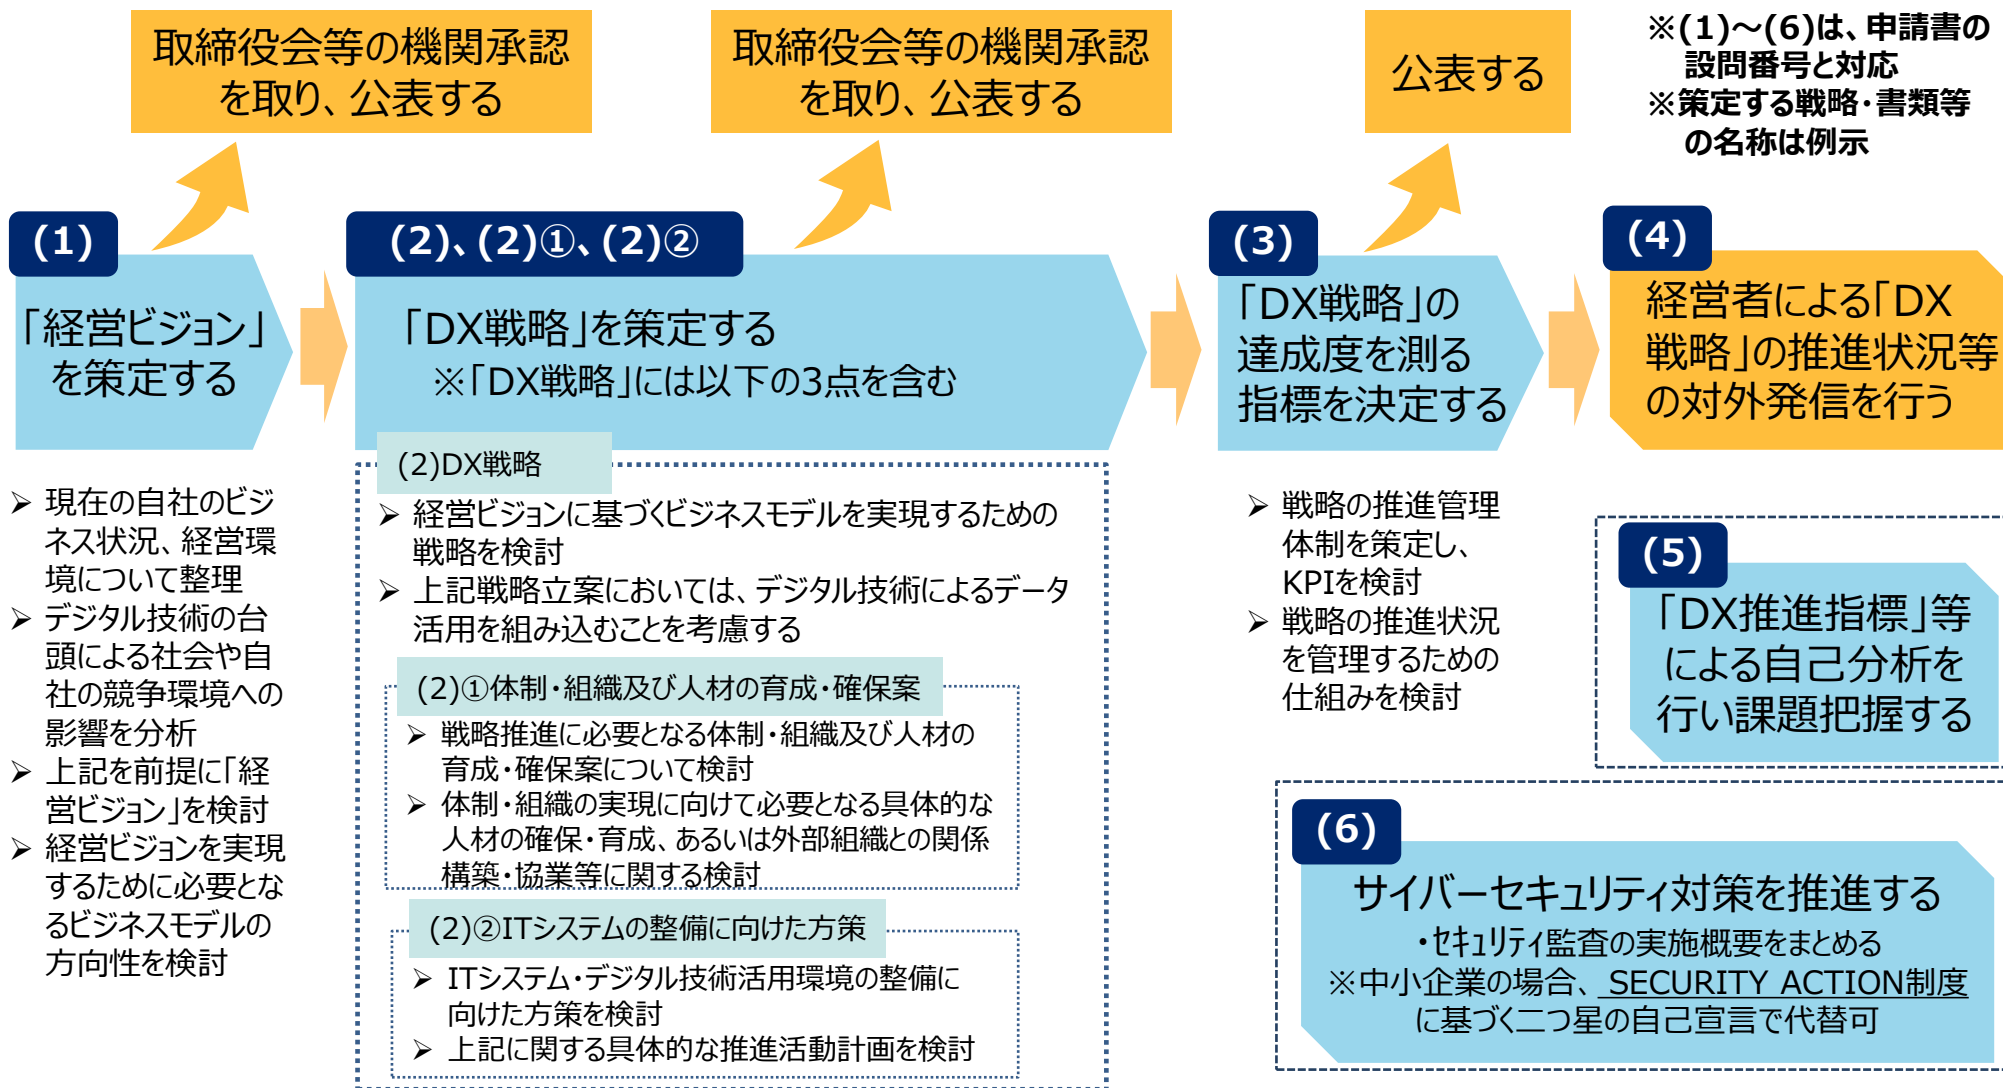 取締役会等の機関承認
を取り、公表する
取締役会等の機関承認
を取り、公表する
公表する
※(1)～(6)は、申請書の
設問番号と対応
※策定する戦略・書類等
の名称は例示
(1)
「経営ビジョン」
を策定する
➢ 現在の自社のビジ
ネス状況、経営環
境について整理
➢ デジタル技術の台
頭による社会や自
社の競争環境への
影響を分析
➢ 上記を前提に「経
営ビジョン」を検討
➢ 経営ビジョンを実現
するために必要とな
るビジネスモデルの
方向性を検討
(2)、(2)①、(2)②
「DX戦略」を策定する
※「DX戦略」には以下の3点を含む
(2)DX戦略
➢ 経営ビジョンに基づくビジネスモデルを実現するための
戦略を検討
➢ 上記戦略立案においては、デジタル技術によるデータ
活用を組み込むことを考慮する
(2)①体制・組織及び人材の育成・確保案
➢ 戦略推進に必要となる体制・組織及び人材の
育成・確保案について検討
➢ 体制・組織の実現に向けて必要となる具体的な
人材の確保・育成、あるいは外部組織との関係
構築・協業等に関する検討
(2)②ITシステムの整備に向けた方策
➢ ITシステム・デジタル技術活用環境の整備に
向けた方策を検討
➢ 上記に関する具体的な推進活動計画を検討
(3)
「DX戦略」の
達成度を測る
指標を決定する
➢ 戦略の推進管理
体制を策定し、
KPIを検討
➢ 戦略の推進状況
を管理するための
仕組みを検討
(4)
経営者による「DX
戦略」の推進状況等
の対外発信を行う
(5)
「DX推進指標」等
による自己分析を
行い課題把握する
(6)
サイバーセキュリティ対策を推進する
・セキュリティ監査の実施概要をまとめる
※中小企業の場合、SECURITY ACTION制度
に基づく二つ星の自己宣言で代替可